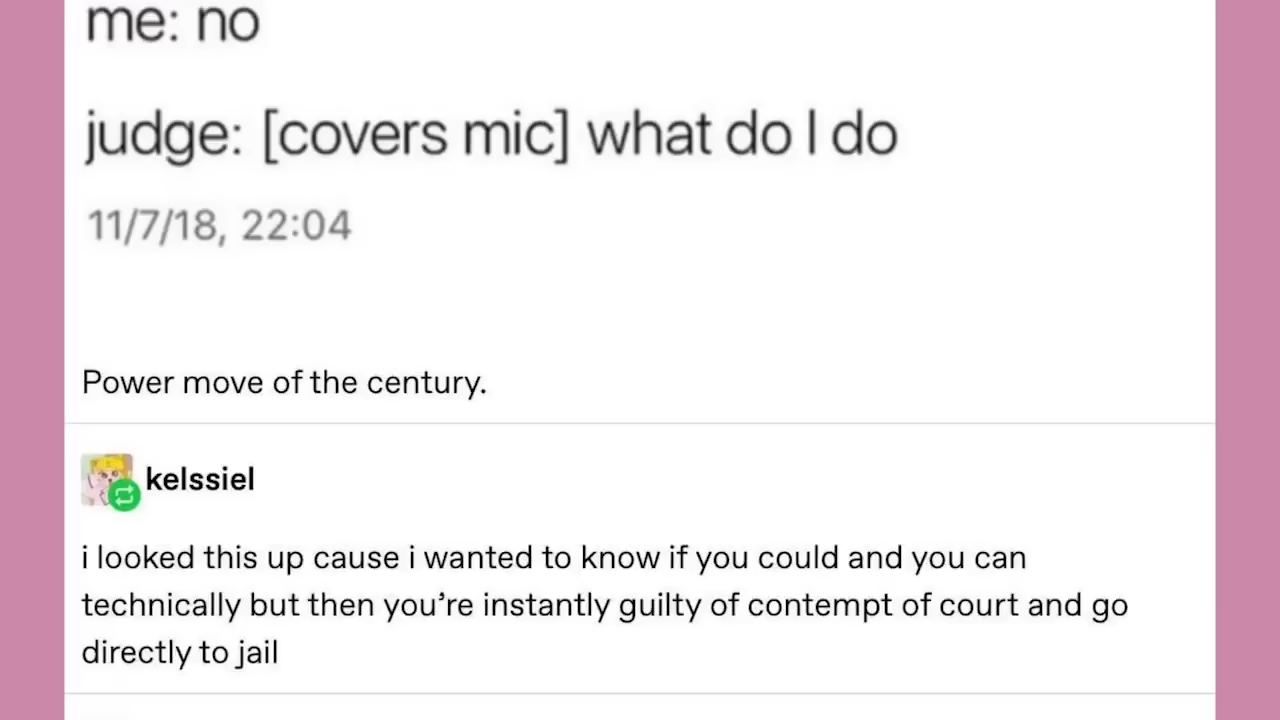 me: no
judge: [covers mic] what do I do
11/7/18, 22:04
Power move of the century.
kelssiel
i looked this up cause i wanted to know if you could and you can
technically but then you’re instantly guilty of contempt of court and go
directly to jail